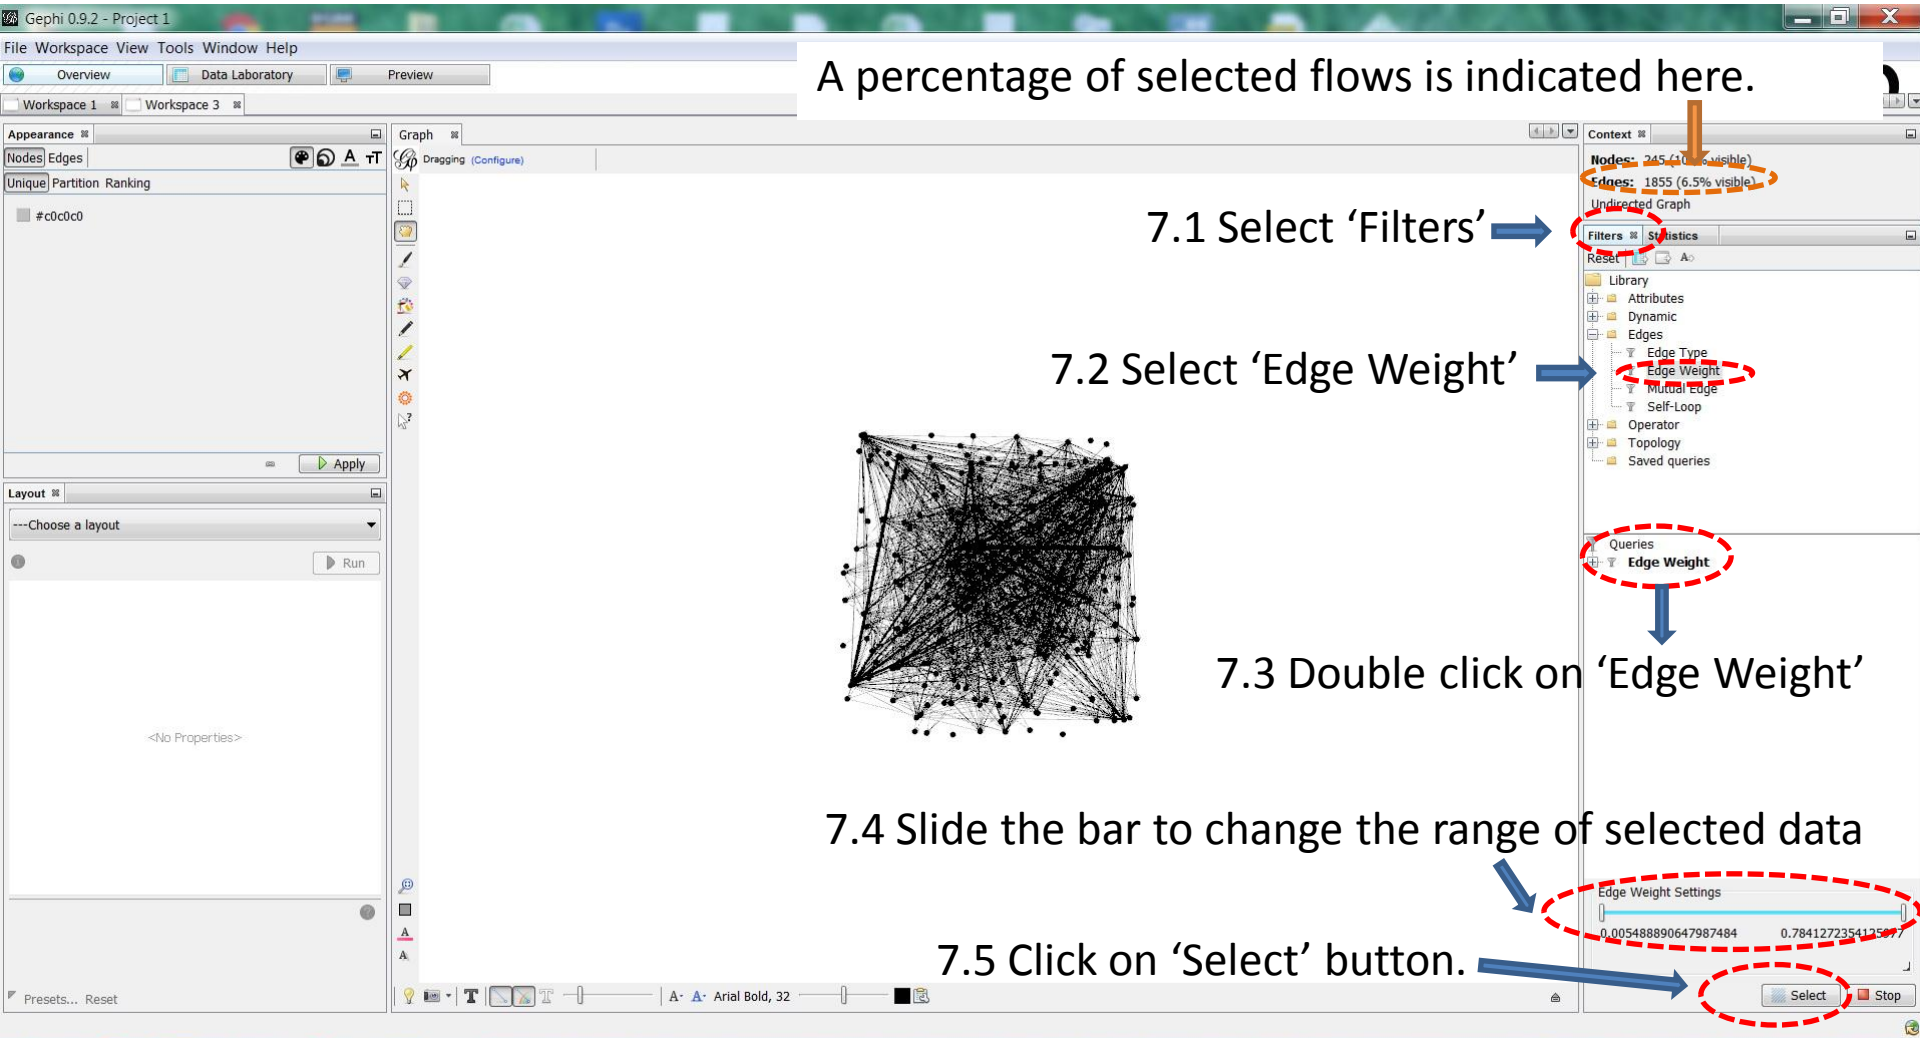 Gephi 0.9.2 - Project 1
File Workspace View Tools Window Help
Overview Data Laboratory Preview
A percentage of selected flows is indicated here.
Workspace 1 Workspace 3
Appearance
Graph
Context
Nodes Edges
A TT
Dragging (Configure)
Nodes: 245 visible)
Unique Partition Ranking
Edges: 1855 (6.5% visible)
#c0c0c0
Undirected Graph
7.1 Select ‘Filters’
Filters Statistics
Reset
Library
Attributes
Dynamic
Edges
Edge Type
7.2 Select ‘Edge Weight’
Edge Weight
Mutual Edge
Self-Loop
Operator
Topology
Saved queries
Apply
Layout
---Choose a layout
Run
Queries
Edge Weight
7.3 Double click on ‘Edge Weight’
<No Properties>
7.4 Slide the bar to change the range of selected data
Edge Weight Settings
0.005488890647987484
7.5 Click on ‘Select’ button.
Presets... Reset
T T A- A- Arial Bold, 32
Select Stop